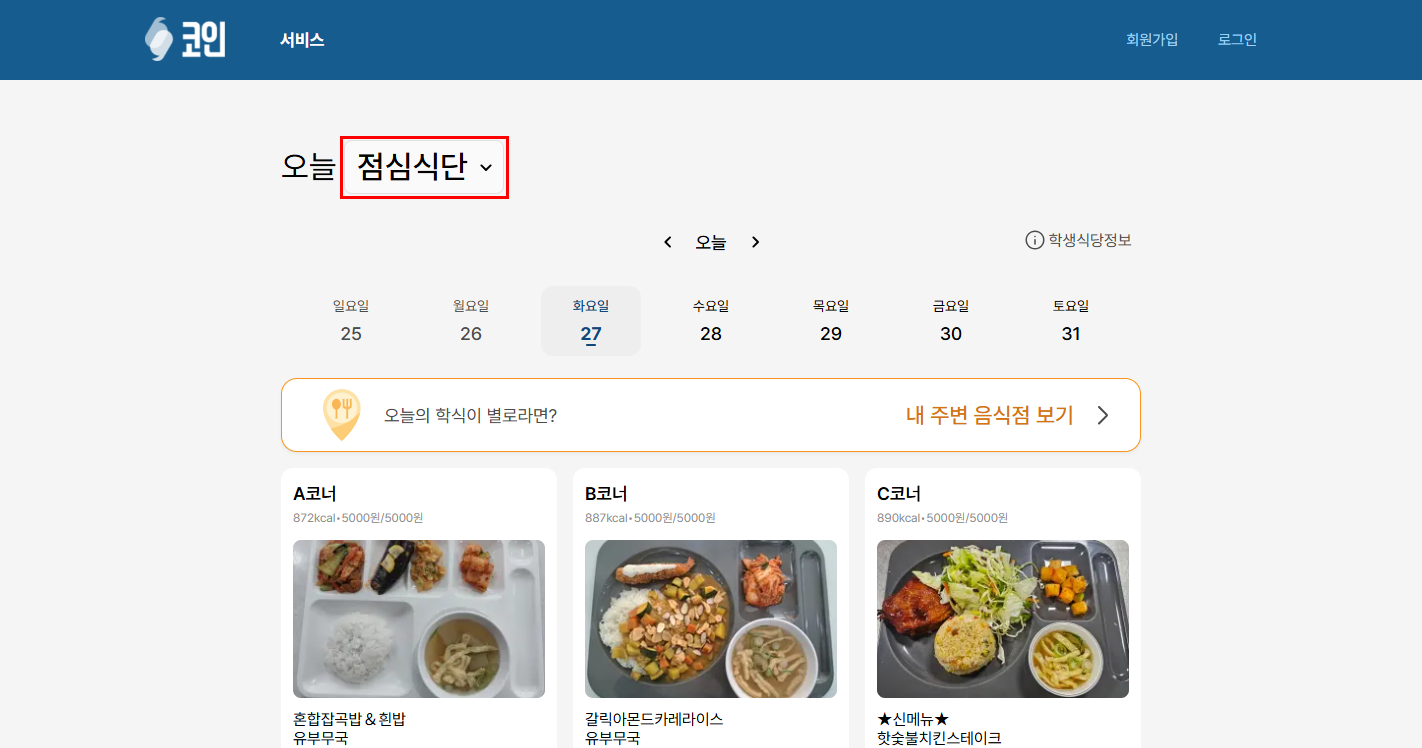 코인
서비스
회원가입
로그인
오늘 점심식단
오늘
학생식당정보
일요일 월요일 화요일 수요일 목요일 금요일 토요일
25 26 27 28 29 30 31
오늘의 학식이 별로라면?
내 주변 음식점 보기
A코너
872kcal•5000원/5000원
혼합잡곡밥 & 흰밥
유부무국
B코너
887kcal•5000원/5000원
갈릭아몬드카레라이스
유부무국
C코너
890kcal•5000원/5000원
★신메뉴★
핫숯불치킨스테이크